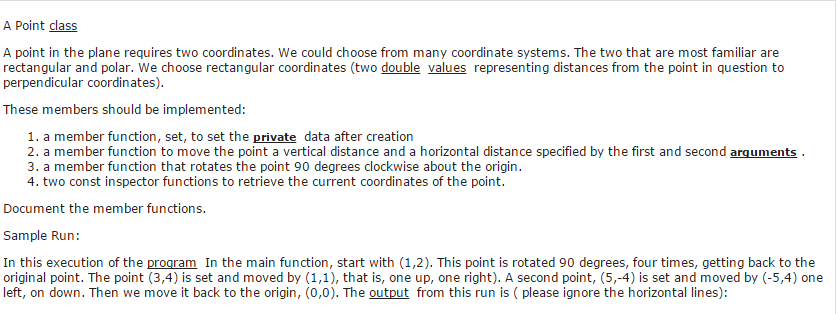 A Point class
A point in the plane requires two coordinates. We could choose from many coordinate systems. The two that are most familiar are
rectangular and polar. We choose rectangular coordinates (two double values representing distances from the point in question to
perpendicular coordinates).
These members should be implemented:
1. a member function, set, to set the private data after creation
2. a member function to move the point a vertical distance and a horizontal distance specified by the first and second arguments .
3. a member function that rotates the point 90 degrees clockwise about the origin.
4. two const inspector functions to retrieve the current coordinates of the point.
Document the member functions.
Sample Run:
In this execution of the program In the main function, start with (1,2). This point is rotated 90 degrees, four times, getting back to the
original point. The point (3,4) is set and moved by (1,1), that is, one up, one right). A second point, (5,-4) is set and moved by (-5,4) one
left, on down. Then we move it back to the origin, (0,0). The output from this run is ( please ignore the horizontal lines):